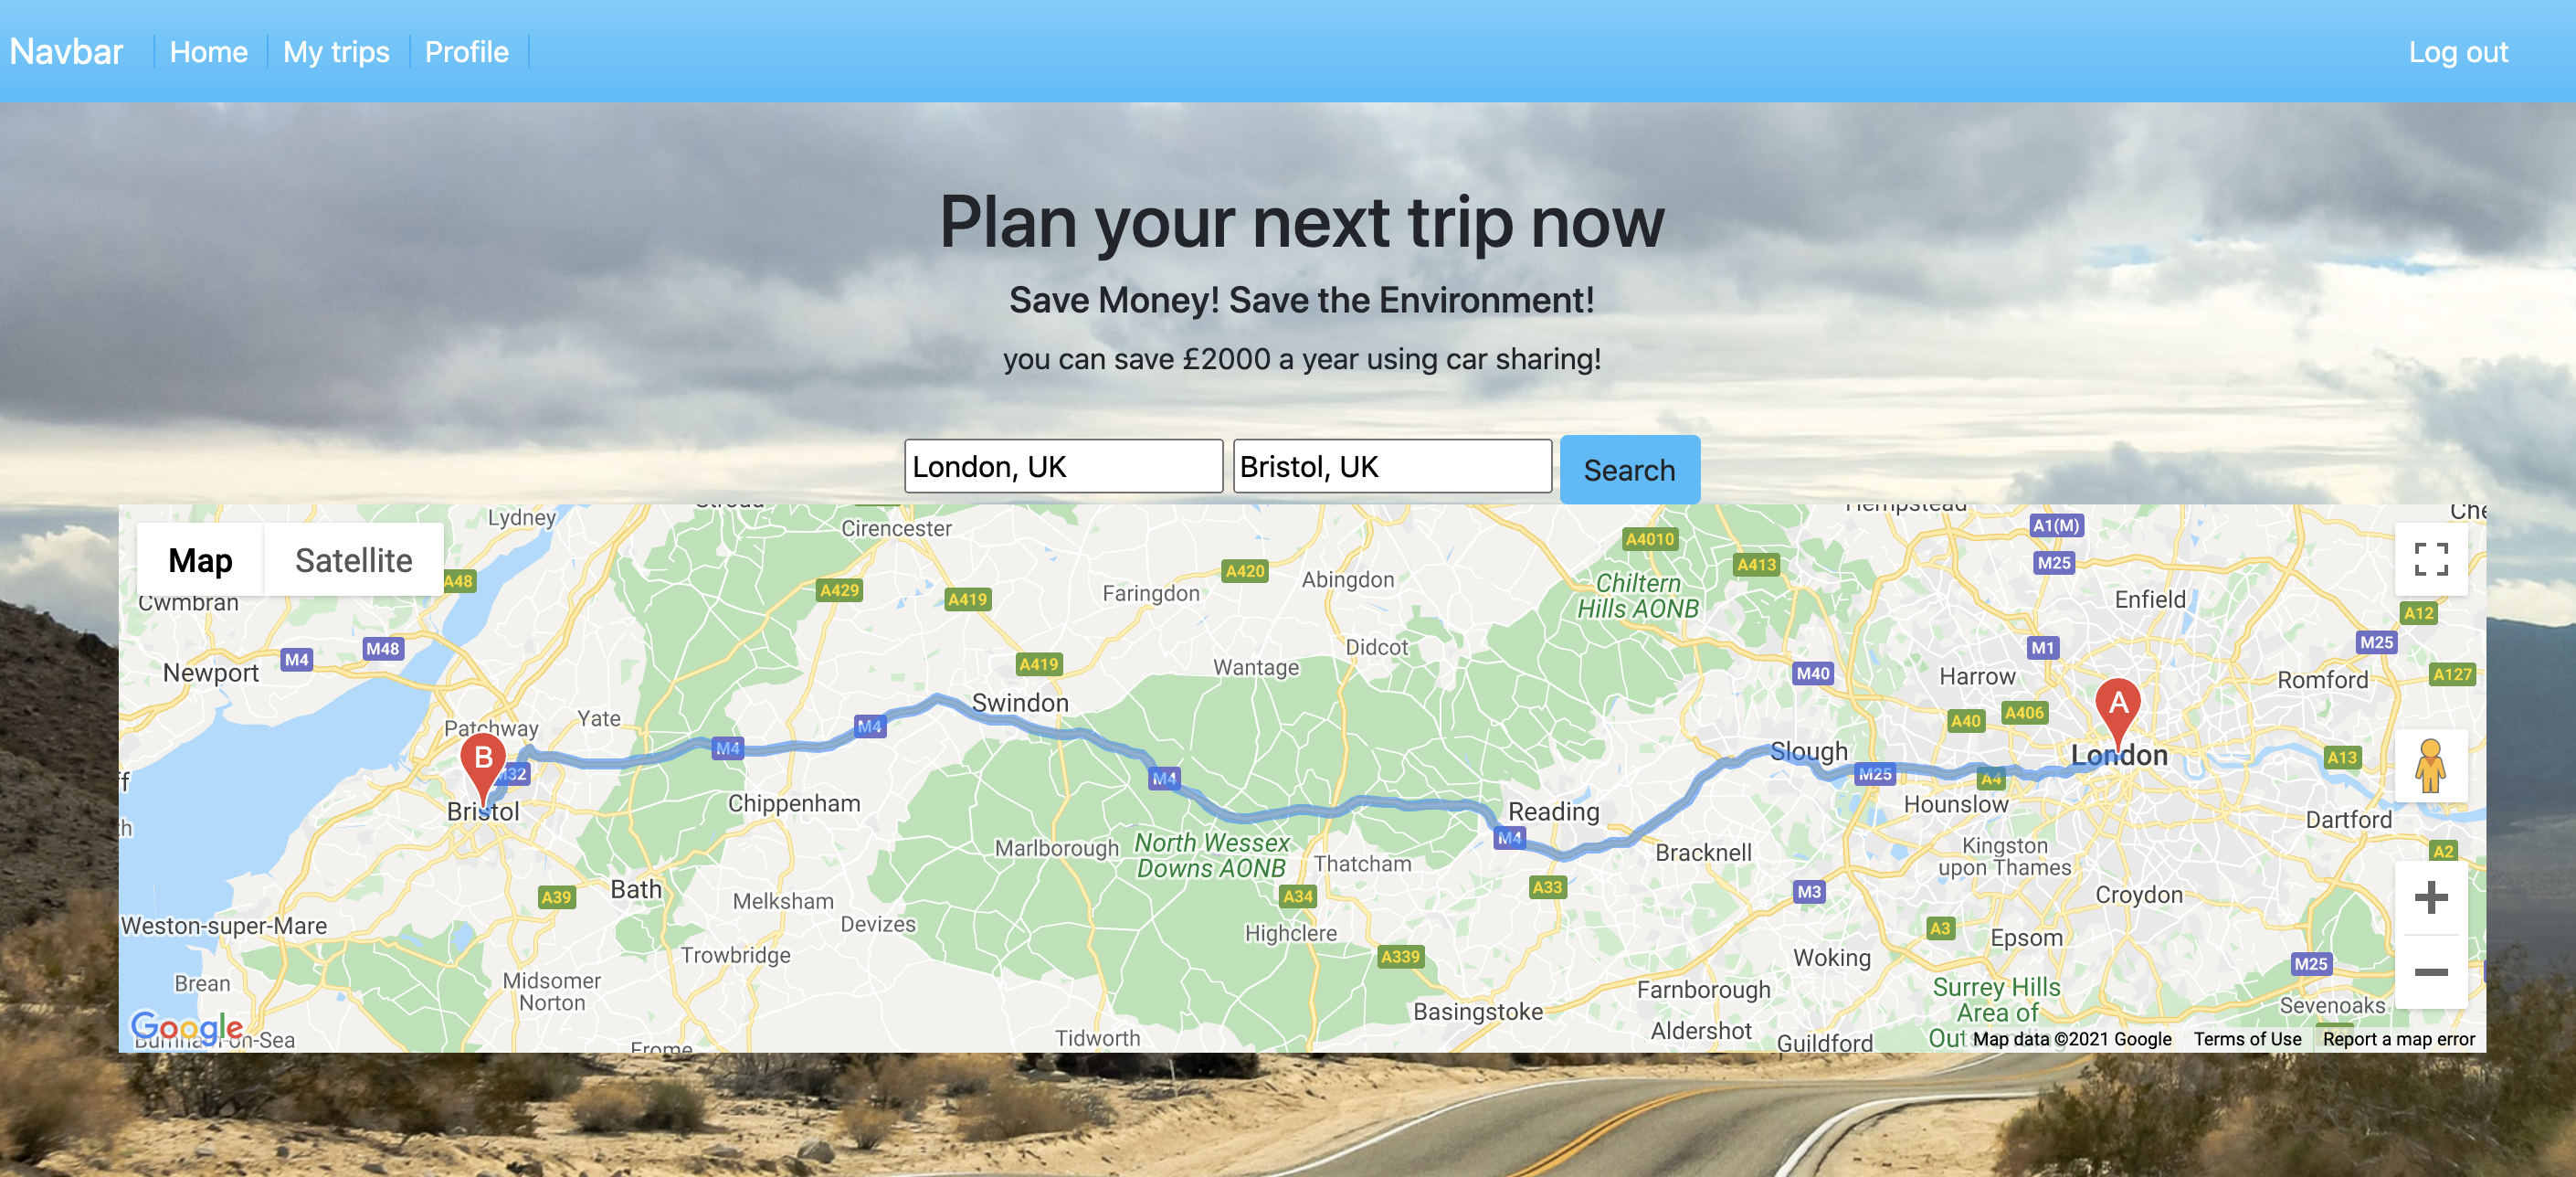 Navbar
Home
My trips
Profile
Log out
Plan your next trip now
Save Money! Save the Environment!
you can save £2000 a year using car sharing!
London, UK
Bristol, UK
Search
Map
Satellite
Lydney
Cirencester
A4010
A1(M)
M25
A413
Chiltern
Hills AONB
A48
Cwmbran
A429
A419
Faringdon
A420
Abingdon
Enfield
A12
Newport
M4
M48
A419
Wantage
Didcot
M40
M1
Harrow
M25
Romford
A127
Patchway
Yate
M4
M4
Swindon
A40
A406
A
B
M32
Bristol
M4
Slough
M25
A4
London
A13
Chippenham
Reading
M4
Hounslow
Dartford
Marlborough
North Wessex
Downs AONB
Thatcham
Bracknell
Kingston
upon Thames
A2
A39
Bath
Melksham
Devizes
A34
A33
M3
Croydon
Weston-super-Mare
Trowbridge
Highclere
A339
A3
Epsom
Woking
M25
Brean
Midsomer
Norton
Basingstoke
Farnborough
Surrey Hills
Area of
Sevenoaks
Google
Tidworth
Aldershot
Guildford
Frome
Map data ©2021 Google
Terms of Use
Report a map error